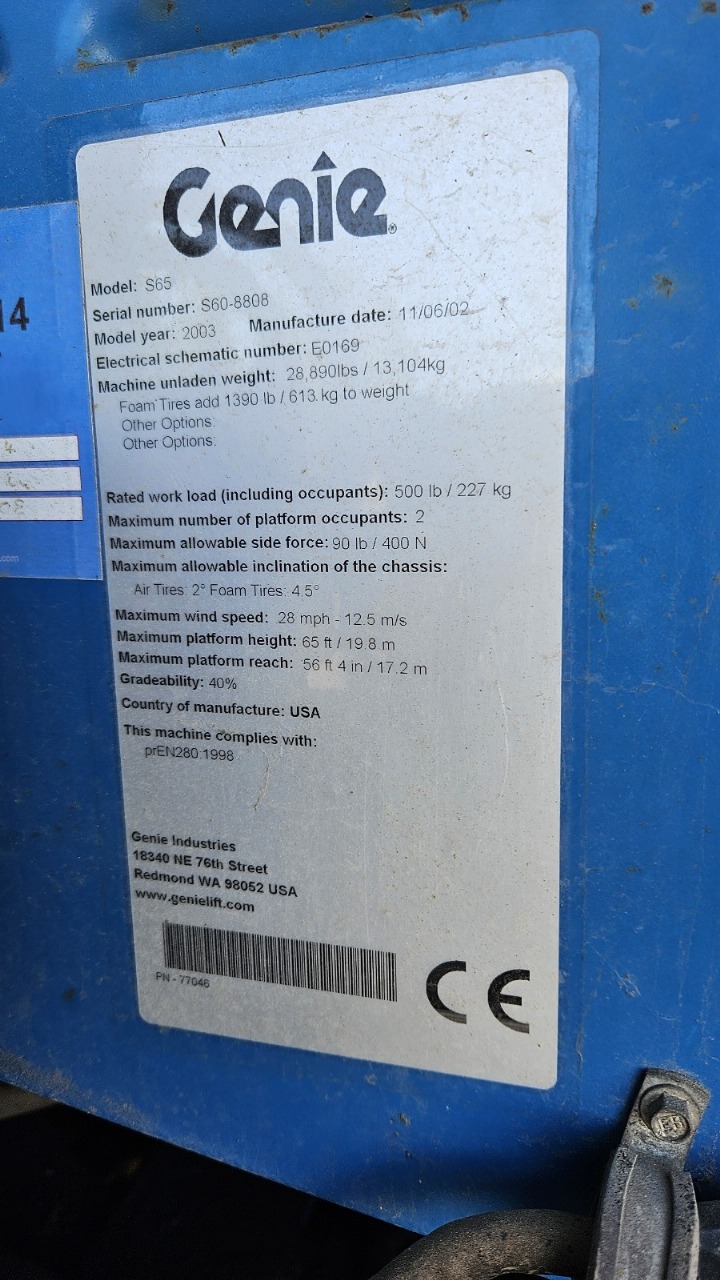 Genie®
Model: S65
Serial number: S60-8808
Model year: 2003 Manufacture date: 11/06/02
Electrical schematic number: E0169
Machine unladen weight: 28,890lbs / 13,104kg
Foam Tires add 1390 lb / 613 kg to weight
Other Options:
Other Options:
Rated work load (including occupants): 500 lb / 227 kg
Maximum number of platform occupants: 2
Maximum allowable side force: 90 lb / 400 N
Maximum allowable inclination of the chassis:
Air Tires: 2° Foam Tires: 4.5°
Maximum wind speed: 28 mph - 12.5 m/s
Maximum platform height: 65 ft / 19.8 m
Maximum platform reach: 56 ft 4 in / 17.2 m
Gradeability: 40%
Country of manufacture: USA
This machine complies with:
prEN280:1998
Genie Industries
18340 NE 76th Street
Redmond WA 98052 USA
www.genielift.com
PN - 77046
CE
14
.com